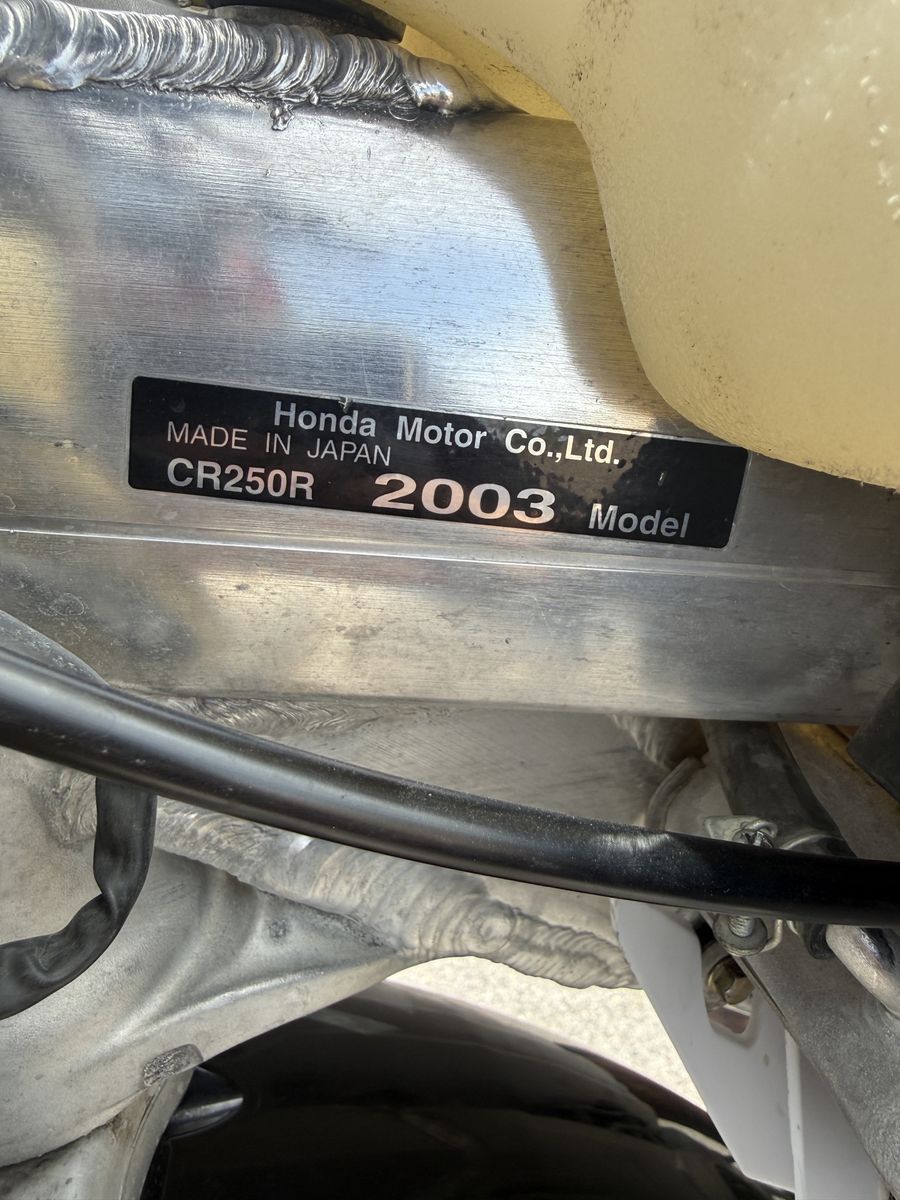 Honda Motor Co.,Ltd.
MADE IN JAPAN
CR250R 2003 Model